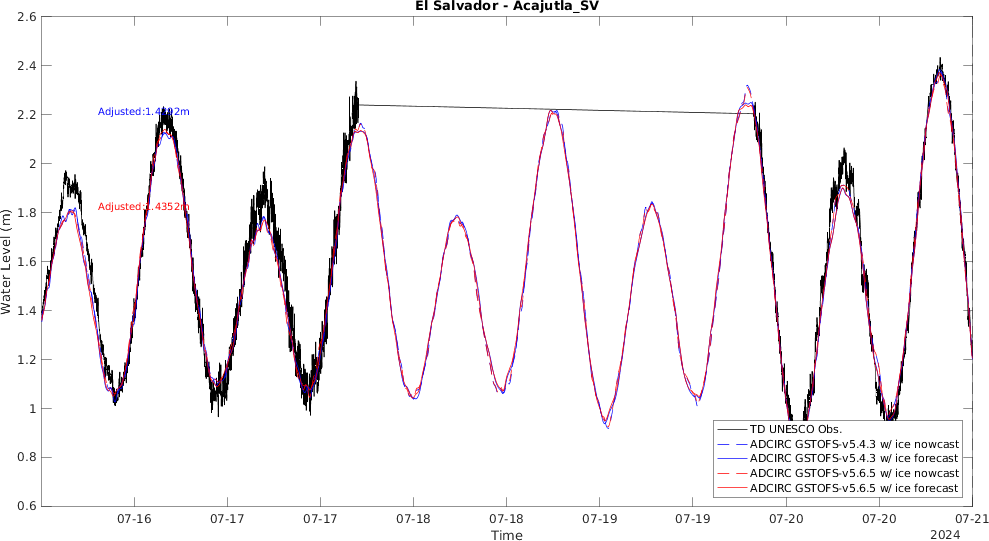 El Salvador - Acajutla_SV
2.6
2.4
2.2
2
1.8
1.6
1.4
1.2
1
0.8
0.6
Water Level (m)
Adjusted:
Adjusted:1.4352m
TD UNESCO Obs.
ADCIRC GSTOFS-v5.4.3 w/ ice nowcast
ADCIRC GSTOFS-v5.4.3 w/ ice forecast
ADCIRC GSTOFS-v5.6.5 w/ ice nowcast
ADCIRC GSTOFS-v5.6.5 w/ ice forecast
07-16 07-17 07-17 07-18 07-18 07-19 07-19 07-20 07-20 07-21
Time
2024